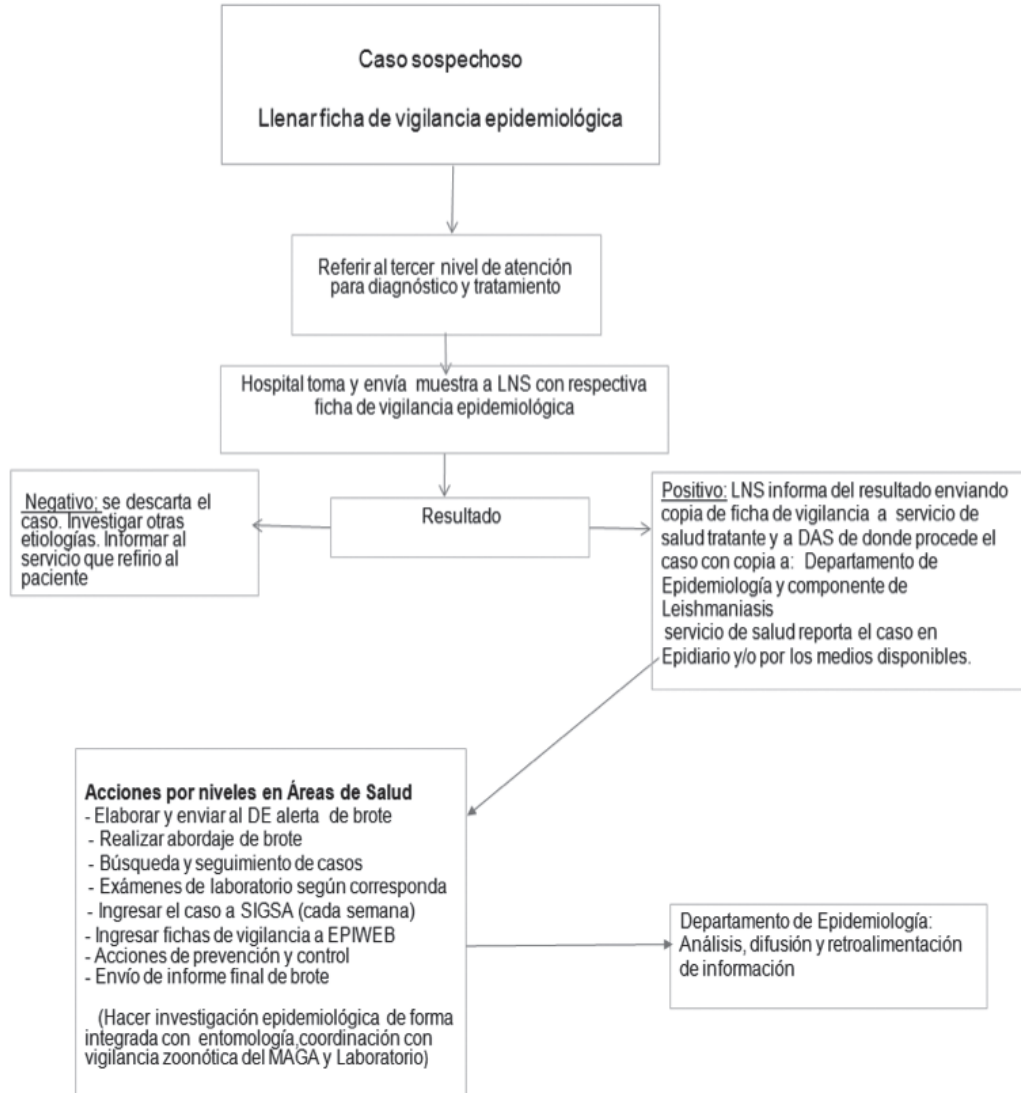 Caso sospechoso
Llenar ficha de vigilancia epidemiológica
Referir al tercer nivel de atención
para diagnóstico y tratamiento
Hospital toma y envía muestra a LNS con respectiva
ficha de vigilancia epidemiológica
Resultado
Negativo; se descarta el
caso. Investigar otras
etiologías. Informar al
servicio que refirio al
paciente
Positivo: LNS informa del resultado enviando
copia de ficha de vigilancia a servicio de
salud tratante y a DAS de donde procede el
caso con copia a: Departamento de
Epidemiología y componente de
Leishmaniasis
servicio de salud reporta el caso en
Epidiario y/o por los medios disponibles.
Acciones por niveles en Áreas de Salud
- Elaborar y enviar al DE alerta de brote
- Realizar abordaje de brote
- Búsqueda y seguimiento de casos
- Exámenes de laboratorio según corresponda
- Ingresar el caso a SIGSA (cada semana)
- Ingresar fichas de vigilancia a EPIWEB
- Acciones de prevención y control
- Envío de informe final de brote
(Hacer investigación epidemiológica de forma
integrada con entomología,coordinación con
vigilancia zoonótica del MAGA y Laboratorio)
Departamento de Epidemiología:
Análisis, difusión y retroalimentación
de información